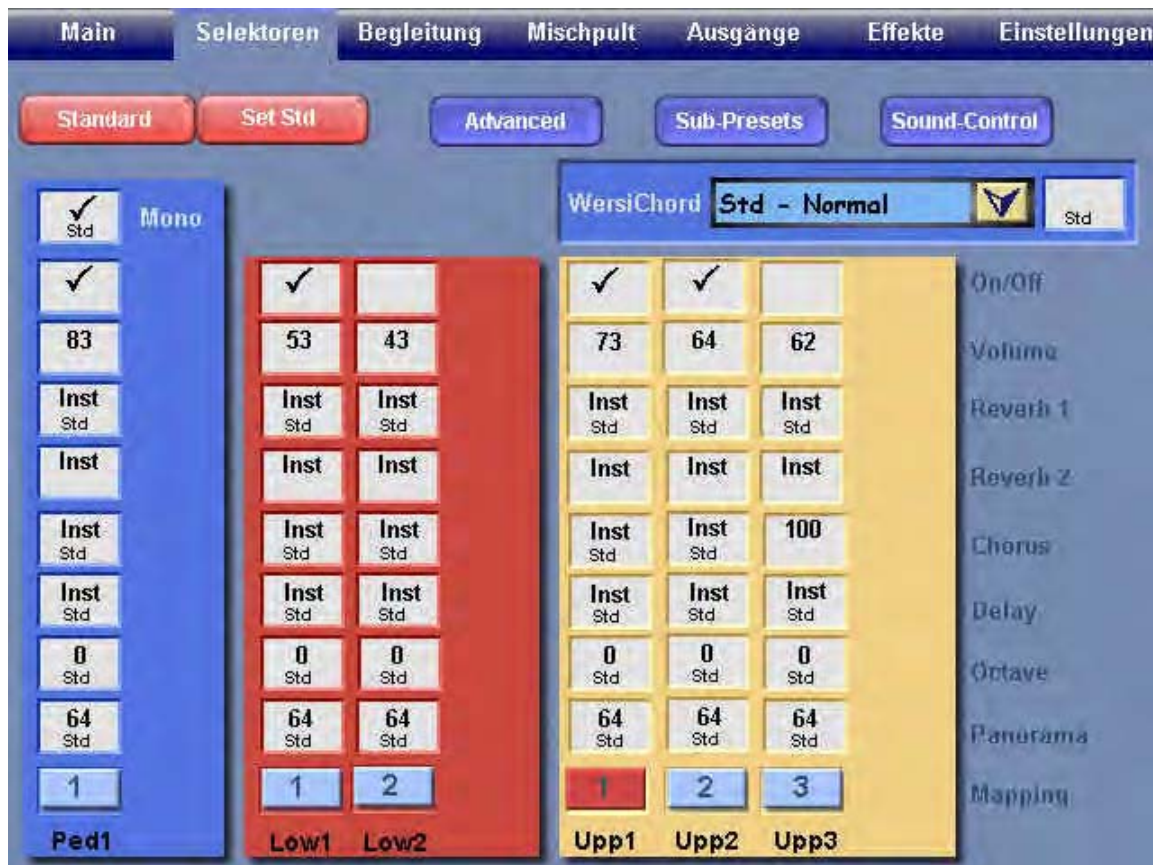 Main Selektoren Begleitung Mischpult Ausgänge Effekte Einstellungen
Standard Set Std Advanced Sub-Presets Sound-Control
WersiChord Std - Normal Std
✓ Std Mono
✓ ✓ ✓ ✓ On/Off
83 53 43 73 64 62 Volume
Inst Inst Inst Inst Inst Inst Reverb 1
Std Std Std Std Std Std
Inst Inst Inst Inst Inst Inst Reverb 2
Inst Inst Inst Inst Inst 100 Chorus
Std Std Std Std Std
Inst Inst Inst Inst Inst Inst Delay
Std Std Std Std Std Std
0 0 0 0 0 0 Octave
Std Std Std Std Std Std
64 64 64 64 64 64 Panorama
Std Std Std Std Std Std
1 1 2 1 2 3 Mapping
Ped1 Low1 Low2 Upp1 Upp2 Upp3